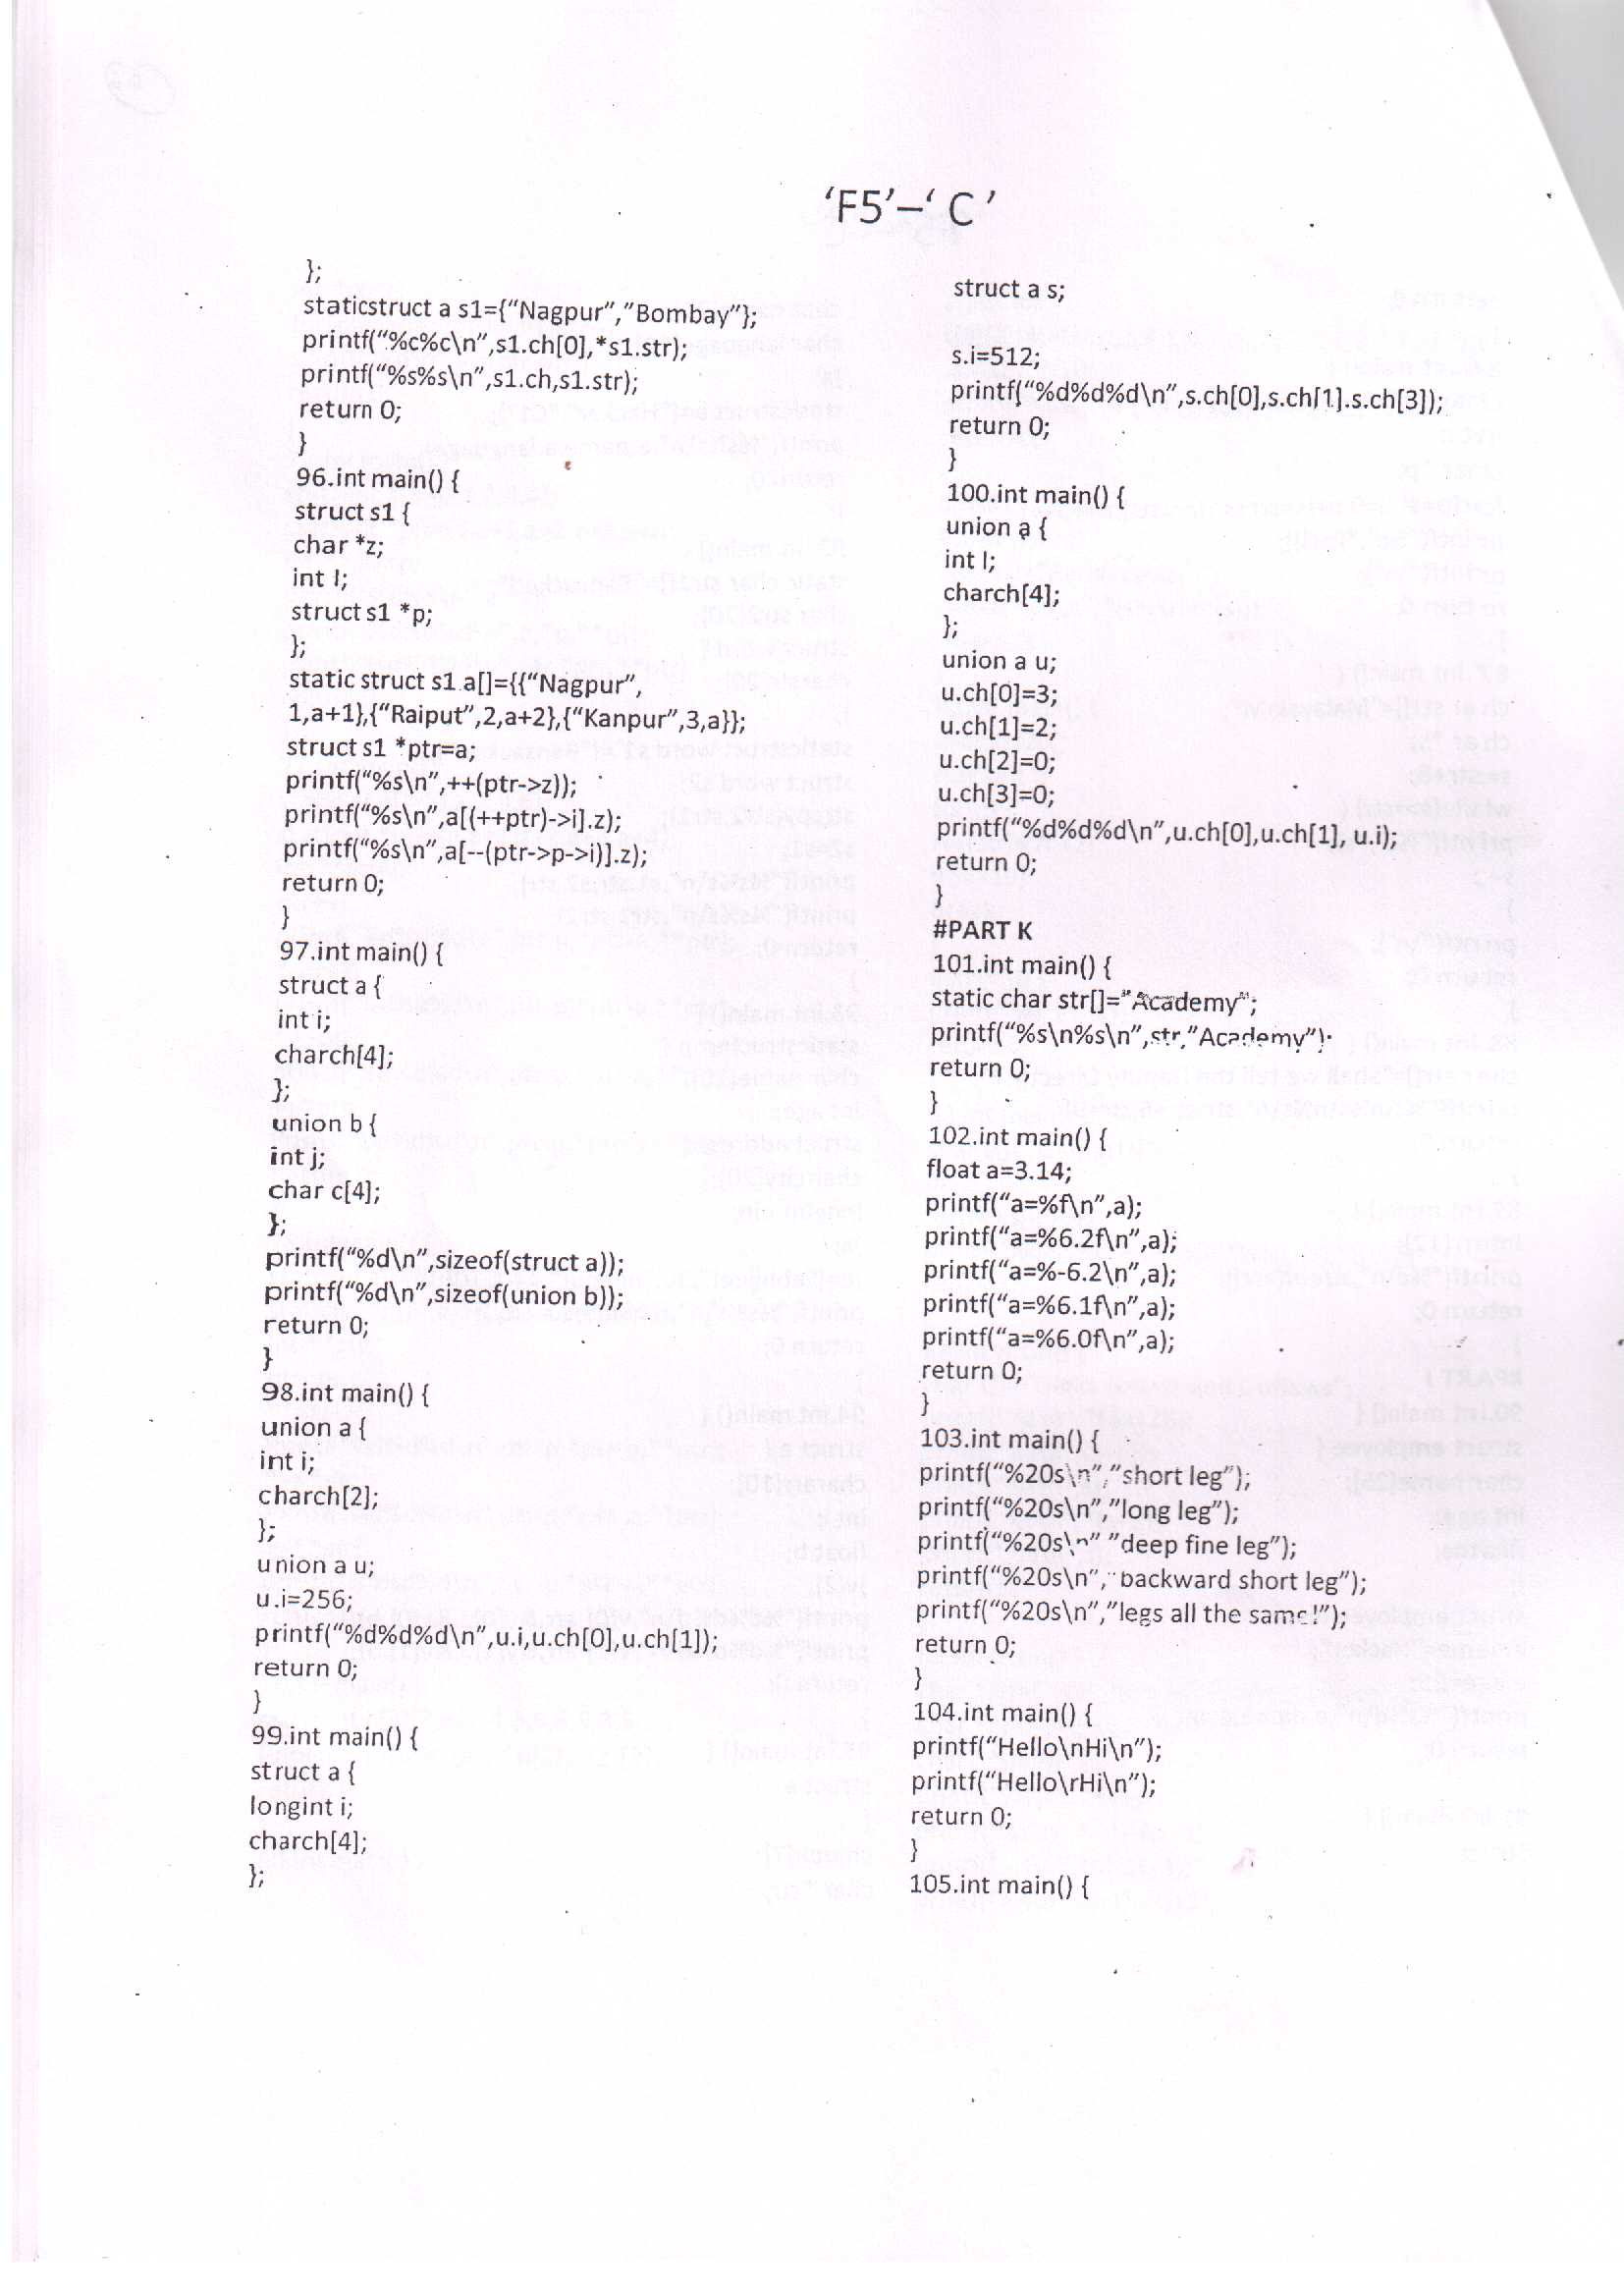 ‘F5’–‘ C ’
};
staticstruct a s1={“Nagpur”,”Bombay”};
printf(“%c%c\n”,s1.ch[0],*s1.str);
printf(“%s%s\n”,s1.ch,s1.str);
return 0;
}
96.int main() {
struct s1 {
char *z;
int l;
struct s1 *p;
};
static struct s1 a[]={{“Nagpur”,
1,a+1},{“Raiput”,2,a+2},{“Kanpur”,3,a}};
struct s1 *ptr=a;
printf(“%s\n”,++(ptr->z));
printf(“%s\n”,a[(++ptr)->i].z);
printf(“%s\n”,a[--(ptr->p->i)].z);
return 0;
}
97.int main() {
struct a {
int i;
charch[4];
};
union b {
int j;
char c[4];
};
printf(“%d\n”,sizeof(struct a));
printf(“%d\n”,sizeof(union b));
return 0;
}
98.int main() {
union a {
int i;
charch[2];
};
union a u;
u.i=256;
printf(“%d%d%d\n”,u.i,u.ch[0],u.ch[1]);
return 0;
}
99.int main() {
struct a {
longint i;
charch[4];
};
struct a s;
s.i=512;
printf(“%d%d%d\n”,s.ch[0],s.ch[1].s.ch[3]);
return 0;
}
100.int main() {
union a {
int l;
charch[4];
};
union a u;
u.ch[0]=3;
u.ch[1]=2;
u.ch[2]=0;
u.ch[3]=0;
printf(“%d%d%d\n”,u.ch[0],u.ch[1], u.i);
return 0;
}
#PART K
101.int main() {
static char str[]=”Academy”;
printf(“%s\n%s\n”,str,”Academy”);
return 0;
}
102.int main() {
float a=3.14;
printf(“a=%f\n”,a);
printf(“a=%6.2f\n”,a);
printf(“a=%-6.2\n”,a);
printf(“a=%6.1f\n”,a);
printf(“a=%6.0f\n”,a);
return 0;
}
103.int main() {
printf(“%20s\n”,”short leg”);
printf(“%20s\n”,”long leg”);
printf(“%20s\n” ”deep fine leg”);
printf(“%20s\n”,”backward short leg”);
printf(“%20s\n”,”legs all the same!”);
return 0;
}
104.int main() {
printf(“Hello\nHi\n”);
printf(“Hello\rHi\n”);
return 0;
}
105.int main() {